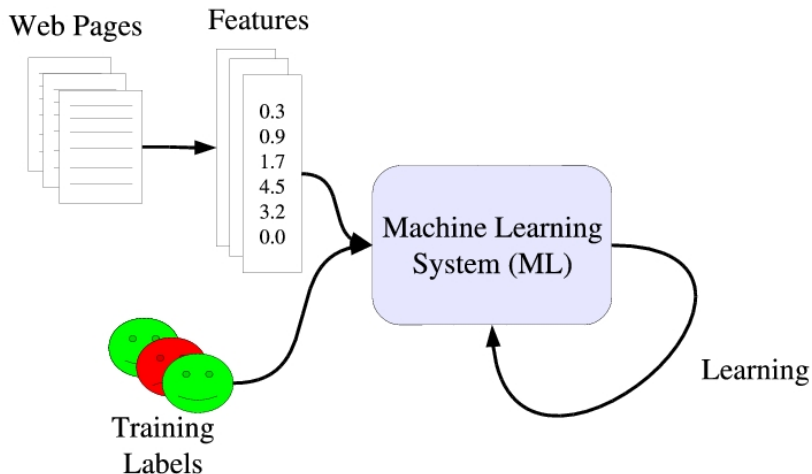 Web Pages
Features
0.3
0.9
1.7
4.5
3.2
0.0
Machine Learning
System (ML)
Learning
Training
Labels